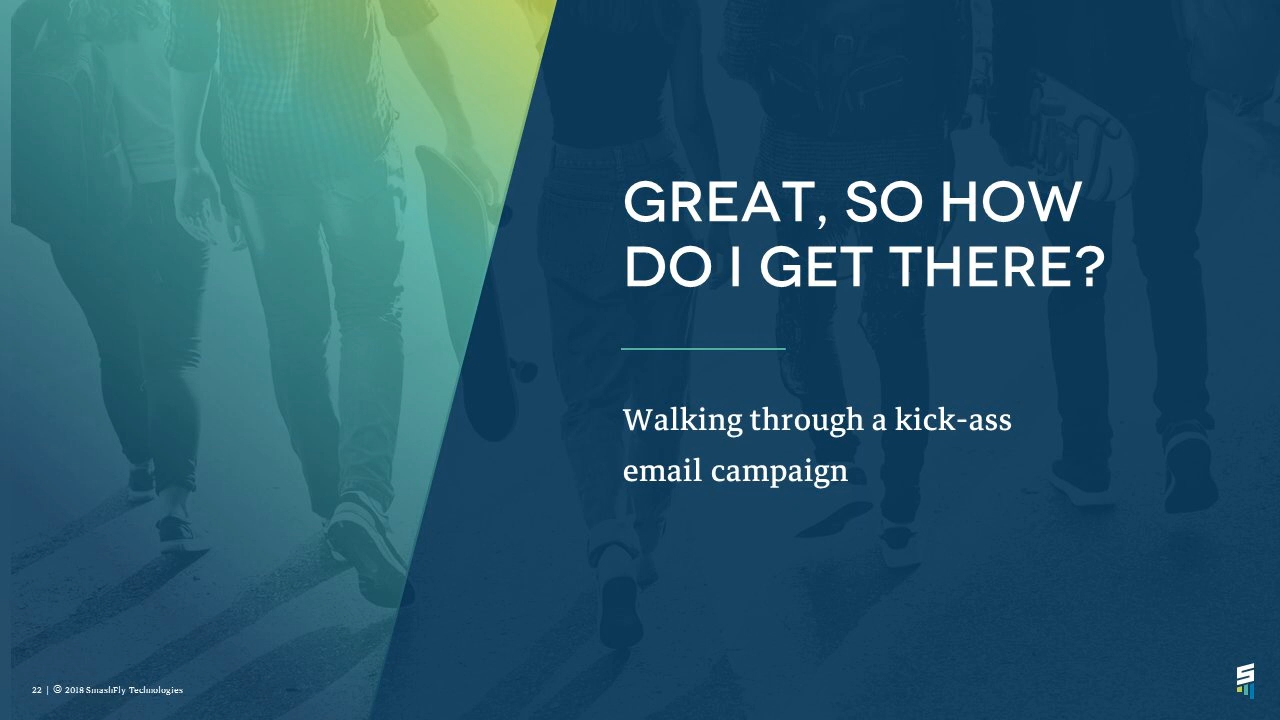 GREAT, SO HOW
DO I GET THERE?
Walking through a kick-ass
email campaign
22 | © 2018 SmashFly Technologies